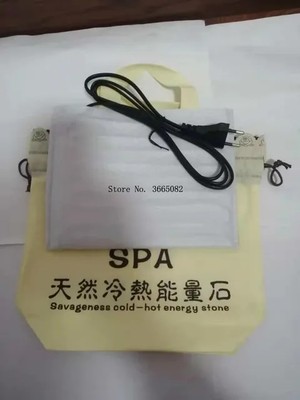 Store No. 3665082
SPA
天然冷熱能量石
Savageness cold-hot energy stone